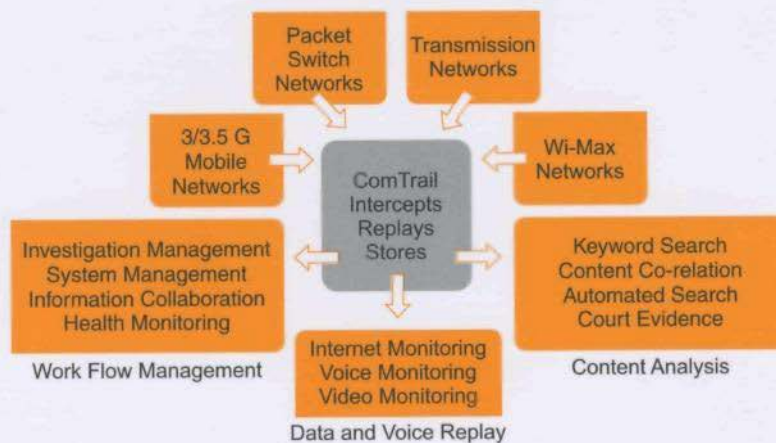 Packet
Switch
Networks
Transmission
Networks
3/3.5 G
Mobile
Networks
Wi-Max
Networks
ComTrail
Intercepts
Replays
Stores
Investigation Management
System Management
Information Collaboration
Health Monitoring
Work Flow Management
Keyword Search
Content Co-relation
Automated Search
Court Evidence
Content Analysis
Internet Monitoring
Voice Monitoring
Video Monitoring
Data and Voice Replay